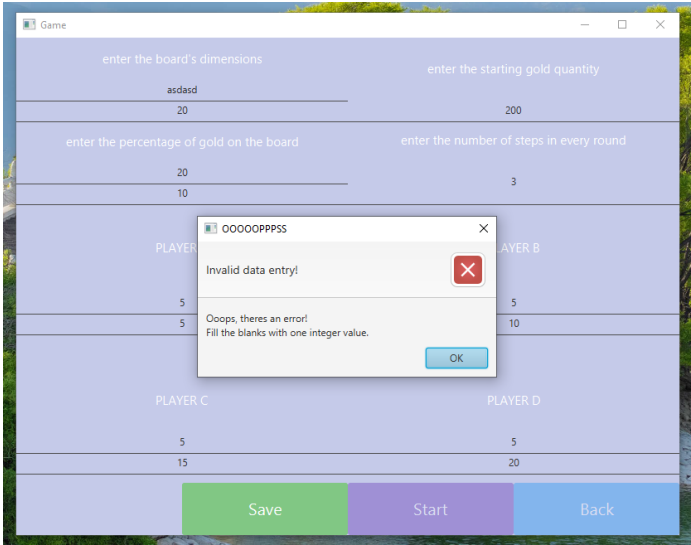 Game
enter the board's dimensions
enter the starting gold quantity
asdasd
20
200
enter the percentage of gold on the board
enter the number of steps in every round
20
3
10
OOOOOPPPSS
Invalid data entry!
PLAYER
LAYER B
Ooops, theres an error!
Fill the blanks with one integer value.
OK
5
5
5
10
PLAYER C
PLAYER D
5
5
15
20
Save
Start
Back